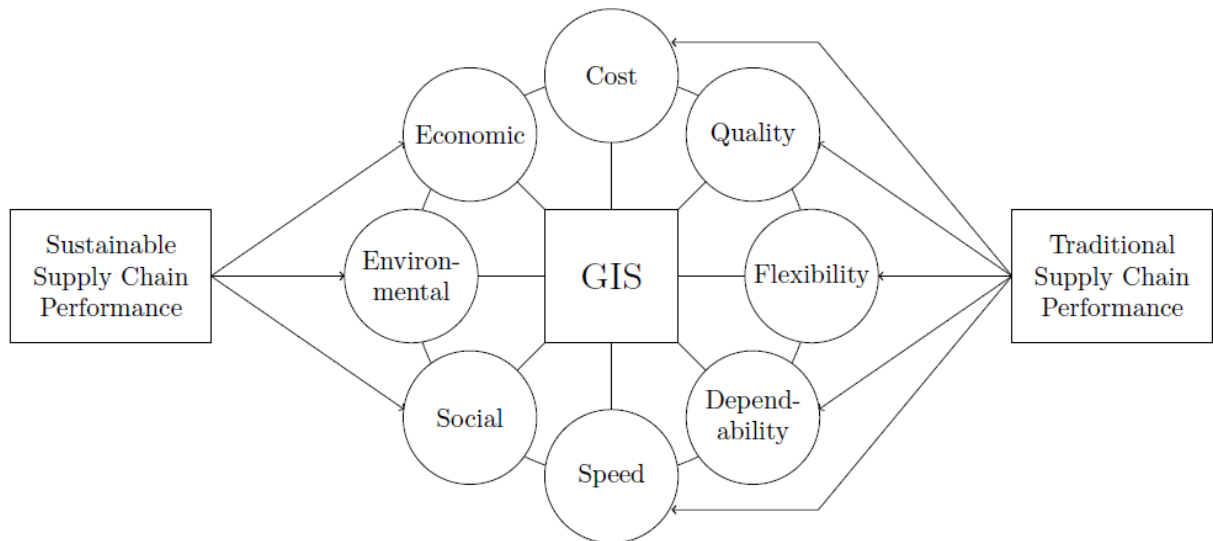 Cost
Economic
Quality
Sustainable
Supply Chain
Performance
Environ-
mental
GIS
Flexibility
Traditional
Supply Chain
Performance
Social
Depend-
ability
Speed